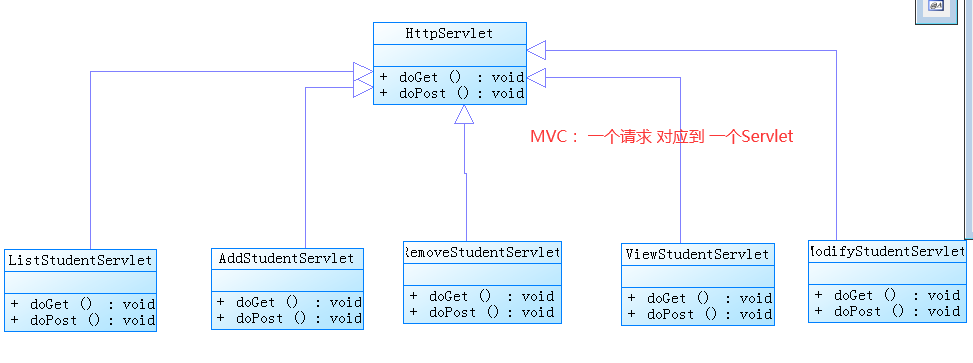 HttpServlet
+ doGet () : void
+ doPost () : void
MVC： 一个请求 对应到 一个Servlet
ListStudentServlet
+ doGet () : void
+ doPost () : void
AddStudentServlet
+ doGet () : void
+ doPost () : void
RemoveStudentServlet
+ doGet () : void
+ doPost () : void
ViewStudentServlet
+ doGet () : void
+ doPost () : void
ModifyStudentServlet
+ doGet () : void
+ doPost () : void